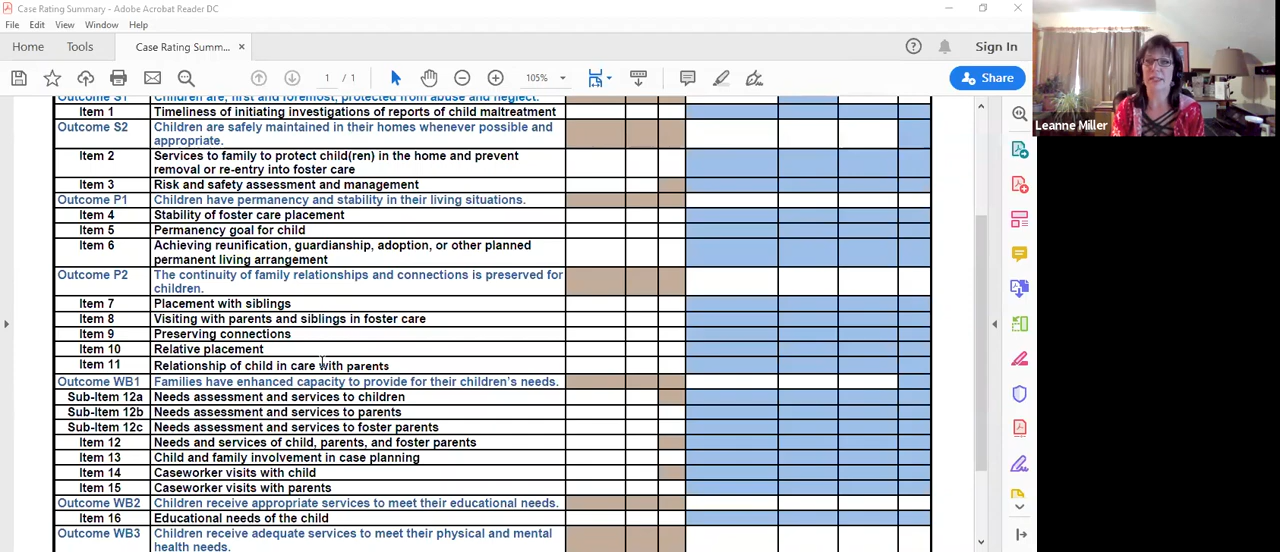 Case Rating Summary - Adobe Acrobat Reader DC
File Edit View Window Help
Home Tools Case Rating Summ... ×
Sign In
1 / 1
105%
Share
Leanne Miller
Outcome S1 Children are, first and foremost, protected from abuse and neglect.
Item 1 Timeliness of initiating investigations of reports of child maltreatment
Outcome S2 Children are safely maintained in their homes whenever possible and
appropriate.
Item 2 Services to family to protect child(ren) in the home and prevent
removal or re-entry into foster care
Item 3 Risk and safety assessment and management
Outcome P1 Children have permanency and stability in their living situations.
Item 4 Stability of foster care placement
Item 5 Permanency goal for child
Item 6 Achieving reunification, guardianship, adoption, or other planned
permanent living arrangement
Outcome P2 The continuity of family relationships and connections is preserved for
children.
Item 7 Placement with siblings
Item 8 Visiting with parents and siblings in foster care
Item 9 Preserving connections
Item 10 Relative placement
Item 11 Relationship of child in care with parents
Outcome WB1 Families have enhanced capacity to provide for their children's needs.
Sub-Item 12a Needs assessment and services to children
Sub-Item 12b Needs assessment and services to parents
Sub-Item 12c Needs assessment and services to foster parents
Item 12 Needs and services of child, parents, and foster parents
Item 13 Child and family involvement in case planning
Item 14 Caseworker visits with child
Item 15 Caseworker visits with parents
Outcome WB2 Children receive appropriate services to meet their educational needs.
Item 16 Educational needs of the child
Outcome WB3 Children receive adequate services to meet their physical and mental
health needs.